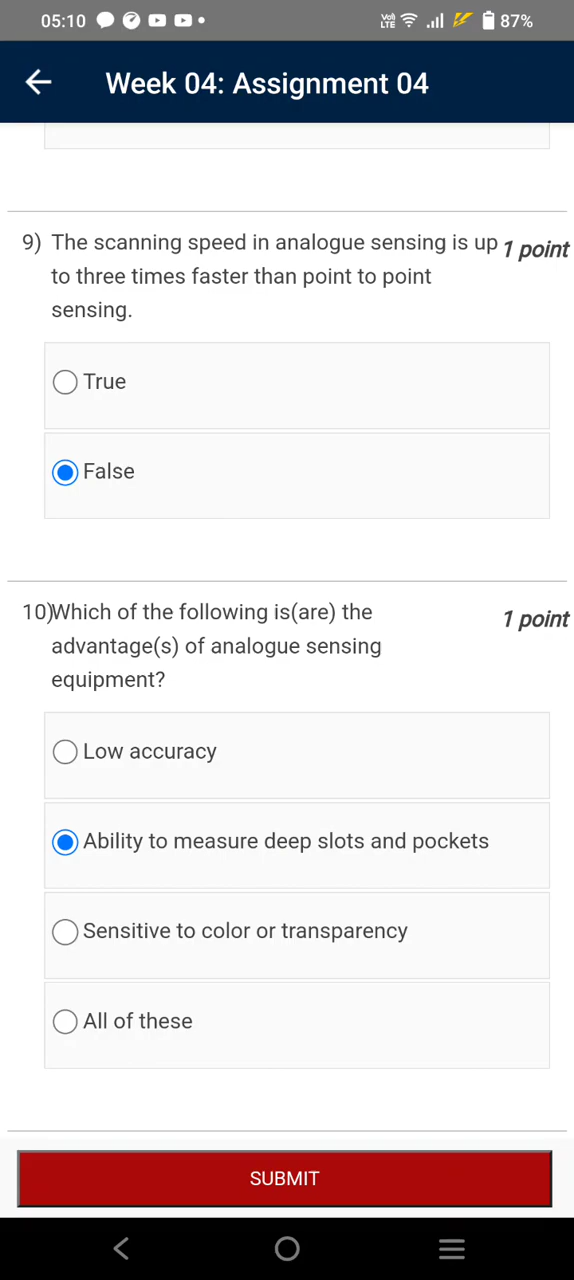 05:10
Vo) LTE
87%
Week 04: Assignment 04
9) The scanning speed in analogue sensing is up 1 point
to three times faster than point to point
sensing.
True
False
10)Which of the following is(are) the 1 point
advantage(s) of analogue sensing
equipment?
Low accuracy
Ability to measure deep slots and pockets
Sensitive to color or transparency
All of these
SUBMIT